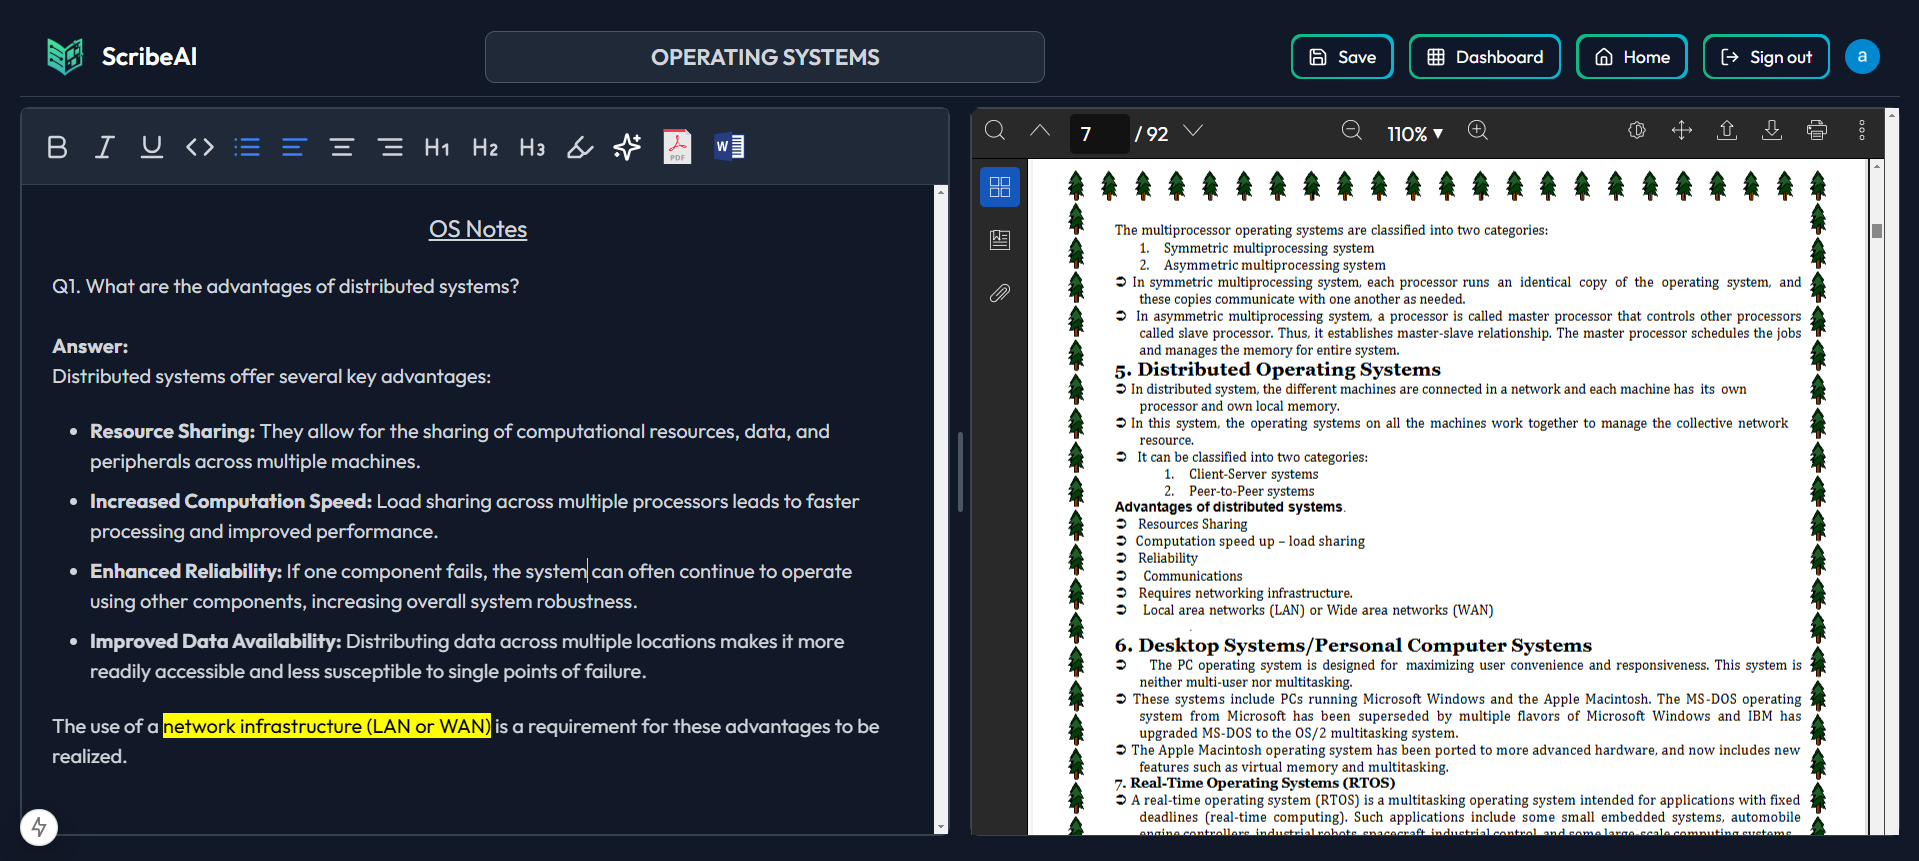 ScribeAI
OPERATING SYSTEMS
Save
Dashboard
Home
Sign out
a
B I U <> H1 H2 H3 PDF W
OS Notes
Q1. What are the advantages of distributed systems?
Answer:
Distributed systems offer several key advantages:
• Resource Sharing: They allow for the sharing of computational resources, data, and
peripherals across multiple machines.
• Increased Computation Speed: Load sharing across multiple processors leads to faster
processing and improved performance.
• Enhanced Reliability: If one component fails, the system can often continue to operate
using other components, increasing overall system robustness.
• Improved Data Availability: Distributing data across multiple locations makes it more
readily accessible and less susceptible to single points of failure.
The use of a network infrastructure (LAN or WAN) is a requirement for these advantages to be
realized.
7 / 92
110%
The multiprocessor operating systems are classified into two categories:
1. Symmetric multiprocessing system
2. Asymmetric multiprocessing system
➲ In symmetric multiprocessing system, each processor runs an identical copy of the operating system, and
these copies communicate with one another as needed.
➲ In asymmetric multiprocessing system, a processor is called master processor that controls other processors
called slave processor. Thus, it establishes master-slave relationship. The master processor schedules the jobs
and manages the memory for entire system.
5. Distributed Operating Systems
➲ In distributed system, the different machines are connected in a network and each machine has its own
processor and own local memory.
➲ In this system, the operating systems on all the machines work together to manage the collective network
resource.
➲ It can be classified into two categories:
1. Client-Server systems
2. Peer-to-Peer systems
Advantages of distributed systems.
➲ Resources Sharing
➲ Computation speed up – load sharing
➲ Reliability
➲ Communications
➲ Requires networking infrastructure.
➲ Local area networks (LAN) or Wide area networks (WAN)
.
6. Desktop Systems/Personal Computer Systems
➲ The PC operating system is designed for maximizing user convenience and responsiveness. This system is
neither multi-user nor multitasking.
➲ These systems include PCs running Microsoft Windows and the Apple Macintosh. The MS-DOS operating
system from Microsoft has been superseded by multiple flavors of Microsoft Windows and IBM has
upgraded MS-DOS to the OS/2 multitasking system.
➲ The Apple Macintosh operating system has been ported to more advanced hardware, and now includes new
features such as virtual memory and multitasking.
7. Real-Time Operating Systems (RTOS)
➲ A real-time operating system (RTOS) is a multitasking operating system intended for applications with fixed
deadlines (real-time computing). Such applications include some small embedded systems, automobile
engine controllers, industrial robots, spacecraft, industrial control, and some large-scale computing systems.